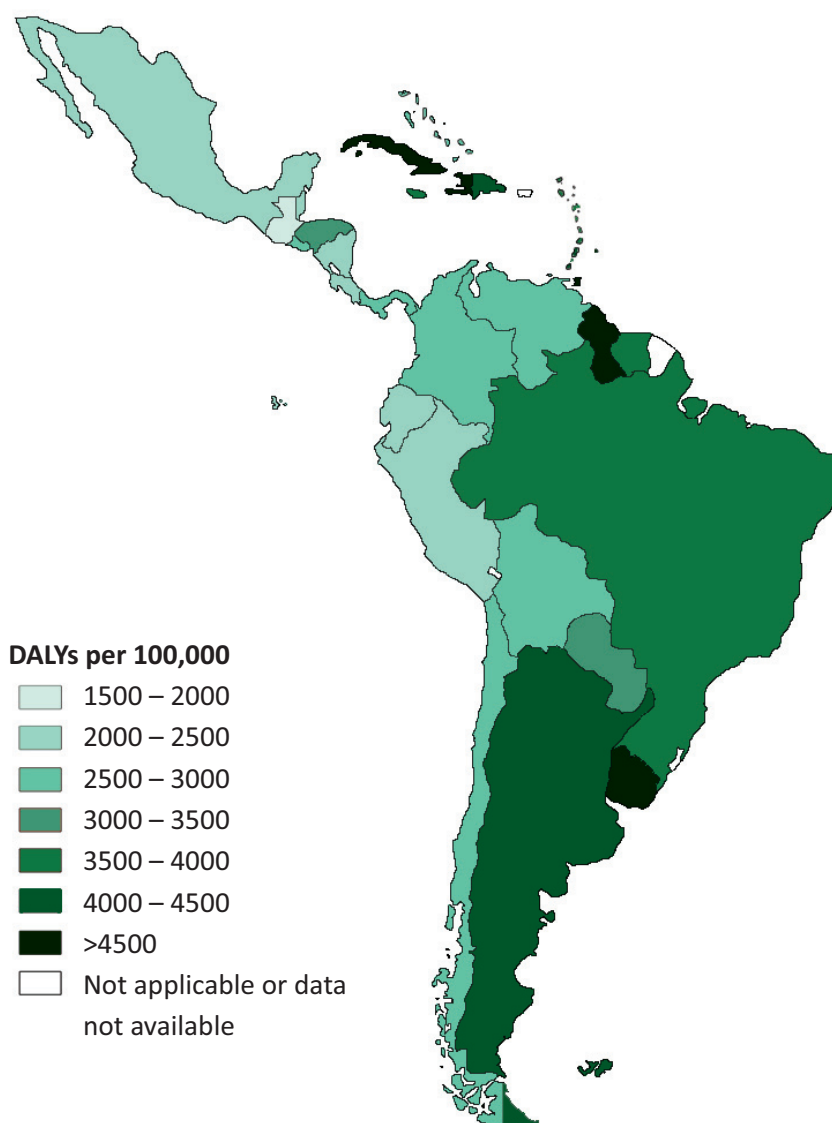 DALYs per 100,000
1500 – 2000
2000 – 2500
2500 – 3000
3000 – 3500
3500 – 4000
4000 – 4500
>4500
Not applicable or data
not available